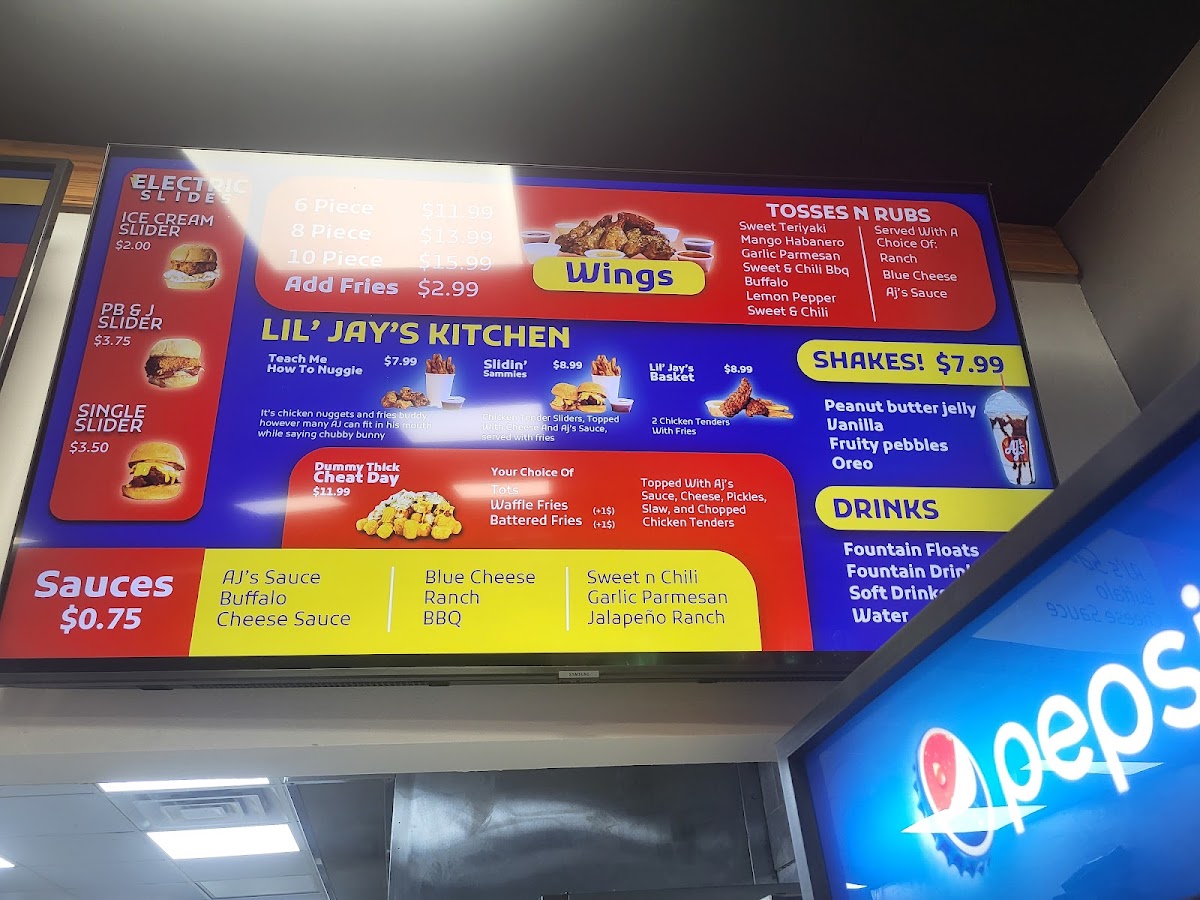 ELECTRIC
SLIDES
ICE CREAM
SLIDER
$2.00
PB & J
SLIDER
$3.75
SINGLE
SLIDER
$3.50
6 Piece $11.99
8 Piece $13.99
10 Piece $15.99
Add Fries $2.99
Wings
TOSSES N RUBS
Sweet Teriyaki
Mango Habanero
Garlic Parmesan
Sweet & Chili Bbq
Buffalo
Lemon Pepper
Sweet & Chili
Served With A
Choice Of:
Ranch
Blue Cheese
Aj's Sauce
LIL' JAY'S KITCHEN
Teach Me
How To Nuggie
$7.99
It's chicken nuggets and fries buddy,
however many AJ can fit in his mouth
while saying chubby bunny
Slidin'
Sammies
$8.99
Chicken Tender Sliders, Topped
With Cheese And Aj's Sauce,
served with fries
Lil' Jay's
Basket
$8.99
2 Chicken Tenders
With Fries
Dummy Thick
Cheat Day
$11.99
Your Choice Of
Tots
Waffle Fries (+1$)
Battered Fries (+1$)
Topped With Aj's
Sauce, Cheese, Pickles,
Slaw, and Chopped
Chicken Tenders
SHAKES! $7.99
Peanut butter jelly
Vanilla
Fruity pebbles
Oreo
AJ's
DRINKS
Fountain Floats
Fountain Drin
Soft Drinks
Water
Sauces
$0.75
AJ's Sauce
Buffalo
Cheese Sauce
Blue Cheese
Ranch
BBQ
Sweet n Chili
Garlic Parmesan
Jalapeño Ranch
SAMSUNG
pepsi